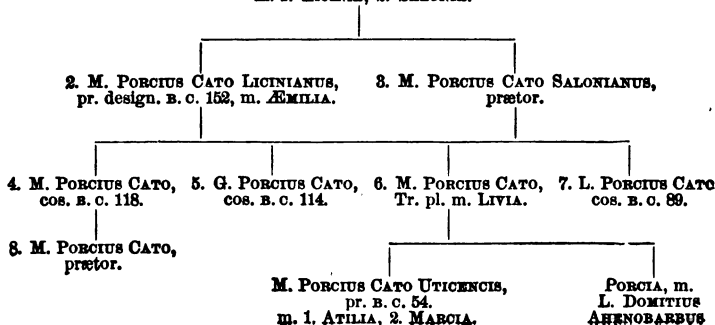 2. M. PORCIUS CATO LICINIANUS,
pr. design. B. C. 152, m. ÆMILIA.
3. M. PORCIUS CATO SALONIANUS,
prætor.
4. M. PORCIUS CATO,
cos. B. C. 118.
5. G. PORCIUS CATO,
cos. B. C. 114.
6. M. PORCIUS CATO,
Tr. pl. m. LIVIA.
7. L. PORCIUS CATO
cos. B. C. 89.
8. M. PORCIUS CATO,
prætor.
M. PORCIUS CATO UTICENCIS,
pr. B. C. 54.
m. 1. ATILIA, 2. MARCIA.
PORCIA, m.
L. DOMITIUS
AHENOBARBUS